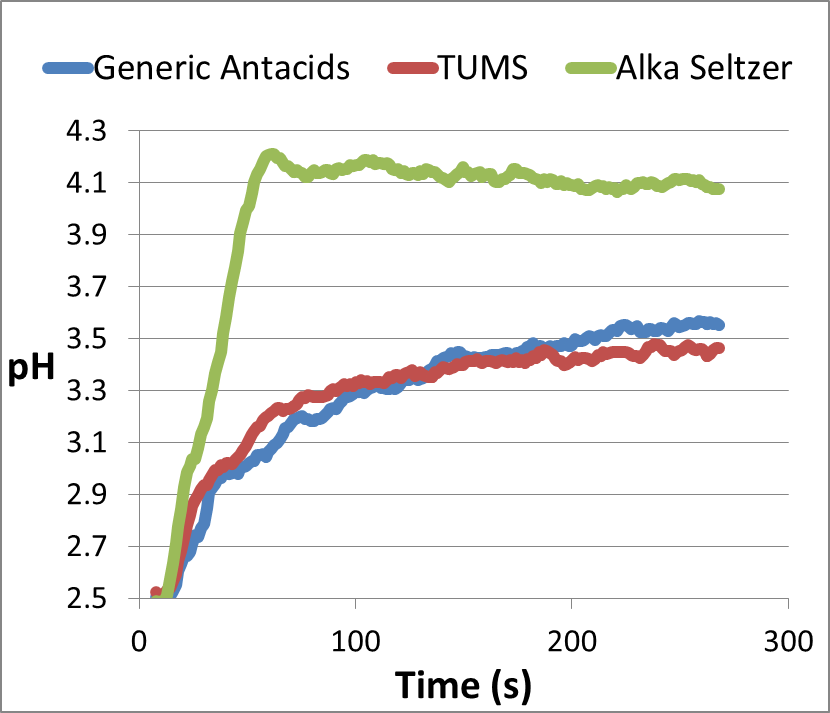 Generic Antacids TUMS Alka Seltzer
4.3
4.1
3.9
3.7
3.5
pH
3.3
3.1
2.9
2.7
2.5
0 100 200 300
Time (s)